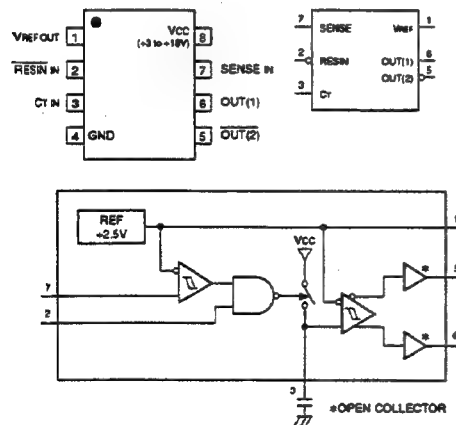 VREF OUT 1
RESIN IN 2
CT IN 3
4 GND
VCC 8
(+3 to +18V)
7 SENSE IN
6 OUT(1)
5 OUT(2)
7 SENSE
2 RESIN
3 CT
VREF 1
OUT(1) 6
OUT(2) 5
REF
+2.5V
VCC
1
5
7
2
3
*
*
*OPEN COLLECTOR